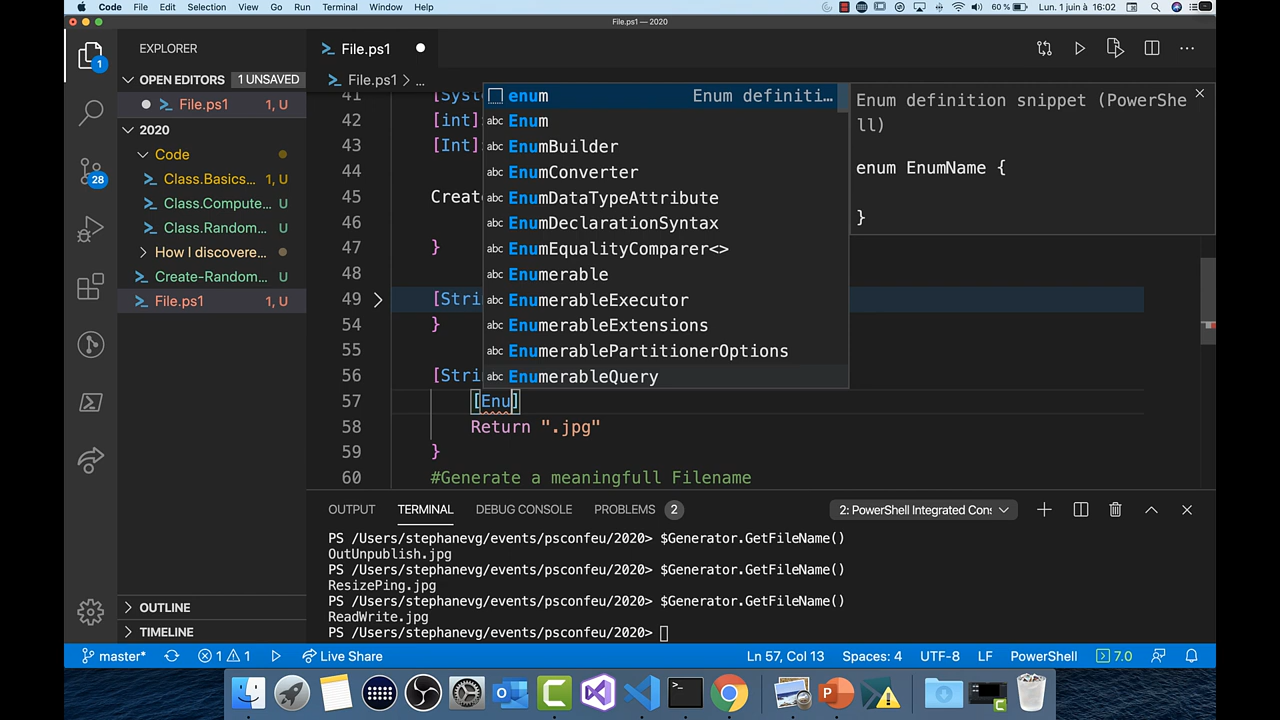 Code File Edit Selection View Go Run Terminal Window Help 60 % Lun. 1 juin à 16:02
File.ps1 — 2020
EXPLORER
OPEN EDITORS 1 UNSAVED
File.ps1 1, U
2020
Code
Class.Basics... 1, U
Class.Compute... U
Class.Random... U
How I discovere...
Create-Random... U
File.ps1 1, U
OUTLINE
TIMELINE
1
28
File.ps1
File.ps1 > ...
41 [Syst
42 [int]
43 [Int]
44
45 Create
46
47 }
48
49 [Stri
54 }
55
56 [Stri
57 [Enu]
58 Return ".jpg"
59 }
60 #Generate a meaningfull Filename
enum Enum definiti...
Enum
EnumBuilder
EnumConverter
EnumDataTypeAttribute
EnumDeclarationSyntax
EnumEqualityComparer<>
Enumerable
EnumerableExecutor
EnumerableExtensions
EnumerablePartitionerOptions
EnumerableQuery
Enum definition snippet (PowerShe
ll)
enum EnumName {
}
OUTPUT TERMINAL DEBUG CONSOLE PROBLEMS 2 2: PowerShell Integrated Con:
PS /Users/stephanevg/events/psconfeu/2020> $Generator.GetFileName()
OutUnpublish.jpg
PS /Users/stephanevg/events/psconfeu/2020> $Generator.GetFileName()
ResizePing.jpg
PS /Users/stephanevg/events/psconfeu/2020> $Generator.GetFileName()
ReadWrite.jpg
PS /Users/stephanevg/events/psconfeu/2020>
master* 1 1 Live Share Ln 57, Col 13 Spaces: 4 UTF-8 LF PowerShell 7.0